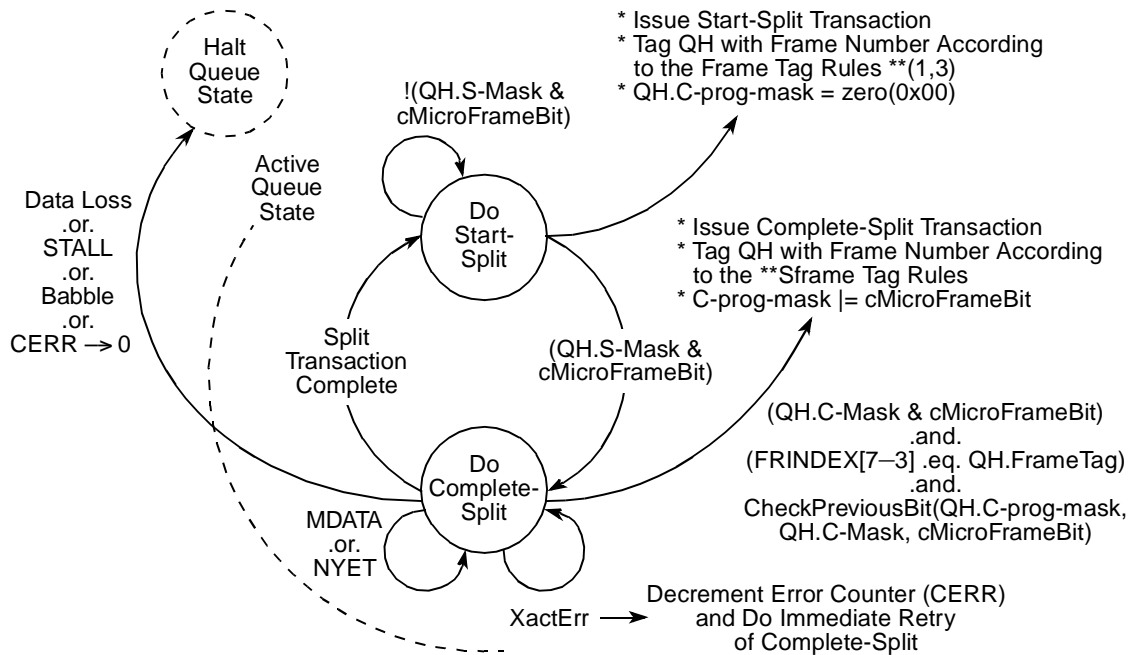 Halt
Queue
State
* Issue Start-Split Transaction
* Tag QH with Frame Number According
to the Frame Tag Rules **(1,3)
* QH.C-prog-mask = zero(0x00)
!(QH.S-Mask &
cMicroFrameBit)
Active
Queue
State
Data Loss
.or.
STALL
.or.
Babble
.or.
CERR → 0
Do
Start-
Split
* Issue Complete-Split Transaction
* Tag QH with Frame Number According
to the **Sframe Tag Rules
* C-prog-mask |= cMicroFrameBit
Split
Transaction
Complete
(QH.S-Mask &
cMicroFrameBit)
(QH.C-Mask & cMicroFrameBit)
.and.
(FRINDEX[7–3] .eq. QH.FrameTag)
.and.
CheckPreviousBit(QH.C-prog-mask,
QH.C-Mask, cMicroFrameBit)
Do
Complete-
Split
MDATA
.or.
NYET
XactErr → Decrement Error Counter (CERR)
and Do Immediate Retry
of Complete-Split